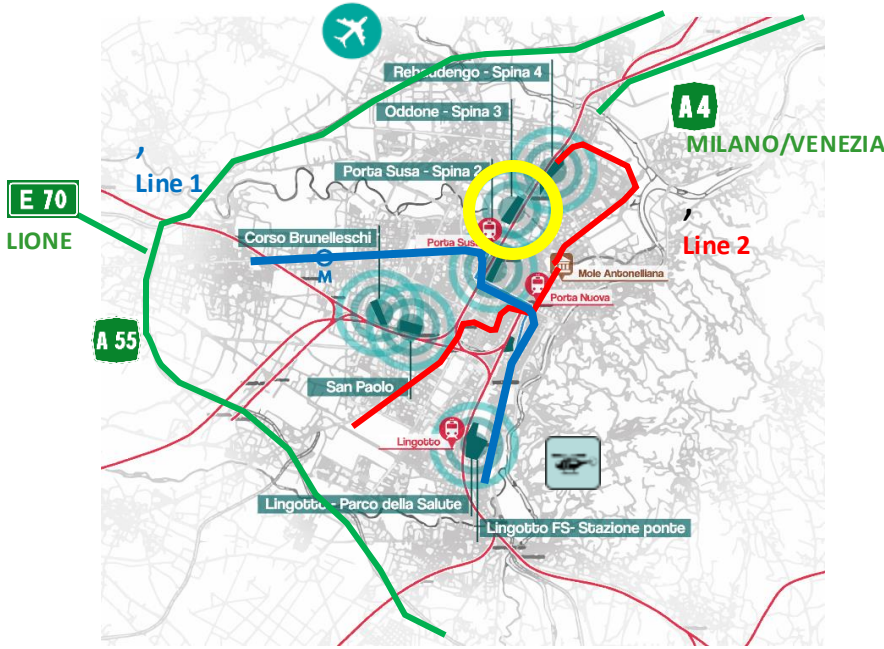 Rebaudengo - Spina 4
Oddone - Spina 3
A4
MILANO/VENEZIA
,
Line 1
Porta Susa - Spina 2
E 70
LIONE
,
Line 2
Corso Brunelleschi
Porta Susa
M
Mole Antonelliana
Porta Nuova
A 55
San Paolo
Lingotto
Lingotto - Parco della Salute
Lingotto FS- Stazione ponte